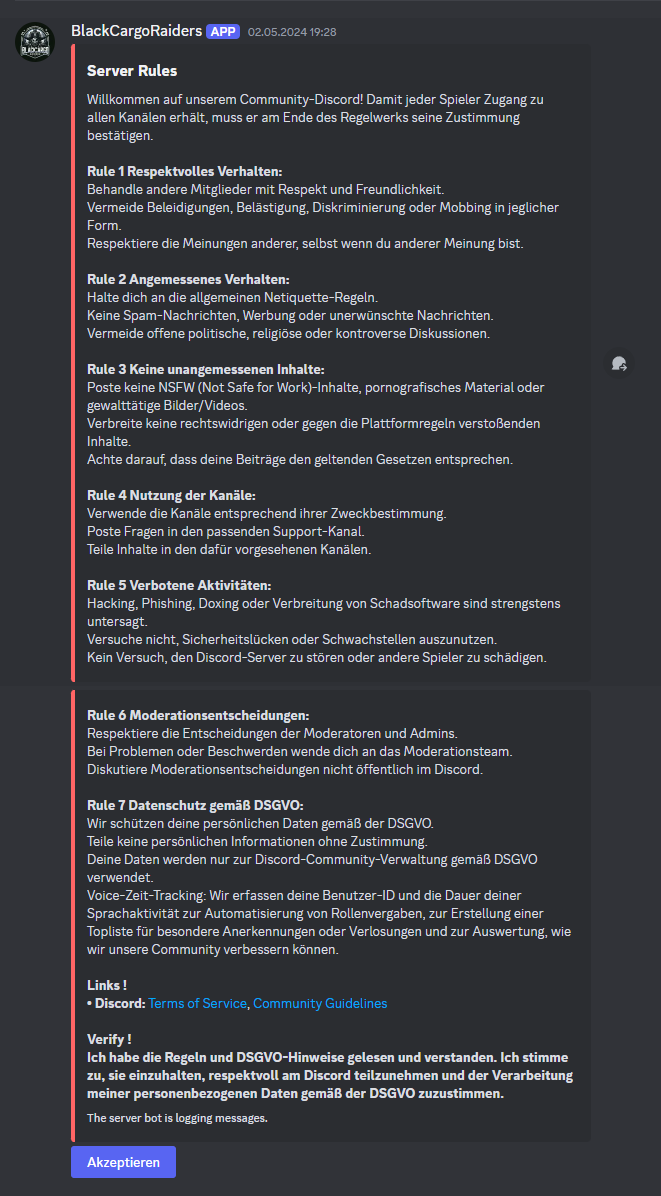 BlackCargoRaiders APP 02.05.2024 19:28
BLACKCARGO
Server Rules
Willkommen auf unserem Community-Discord! Damit jeder Spieler Zugang zu
allen Kanälen erhält, muss er am Ende des Regelwerks seine Zustimmung
bestätigen.
Rule 1 Respektvolles Verhalten:
Behandle andere Mitglieder mit Respekt und Freundlichkeit.
Vermeide Beleidigungen, Belästigung, Diskriminierung oder Mobbing in jeglicher
Form.
Respektiere die Meinungen anderer, selbst wenn du anderer Meinung bist.
Rule 2 Angemessenes Verhalten:
Halte dich an die allgemeinen Netiquette-Regeln.
Keine Spam-Nachrichten, Werbung oder unerwünschte Nachrichten.
Vermeide offene politische, religiöse oder kontroverse Diskussionen.
Rule 3 Keine unangemessenen Inhalte:
Poste keine NSFW (Not Safe for Work)-Inhalte, pornografisches Material oder
gewalttätige Bilder/Videos.
Verbreite keine rechtswidrigen oder gegen die Plattformregeln verstoßenden
Inhalte.
Achte darauf, dass deine Beiträge den geltenden Gesetzen entsprechen.
Rule 4 Nutzung der Kanäle:
Verwende die Kanäle entsprechend ihrer Zweckbestimmung.
Poste Fragen in den passenden Support-Kanal.
Teile Inhalte in den dafür vorgesehenen Kanälen.
Rule 5 Verbotene Aktivitäten:
Hacking, Phishing, Doxing oder Verbreitung von Schadsoftware sind strengstens
untersagt.
Versuche nicht, Sicherheitslücken oder Schwachstellen auszunutzen.
Kein Versuch, den Discord-Server zu stören oder andere Spieler zu schädigen.
Rule 6 Moderationsentscheidungen:
Respektiere die Entscheidungen der Moderatoren und Admins.
Bei Problemen oder Beschwerden wende dich an das Moderationsteam.
Diskutiere Moderationsentscheidungen nicht öffentlich im Discord.
Rule 7 Datenschutz gemäß DSGVO:
Wir schützen deine persönlichen Daten gemäß der DSGVO.
Teile keine persönlichen Informationen ohne Zustimmung.
Deine Daten werden nur zur Discord-Community-Verwaltung gemäß DSGVO
verwendet.
Voice-Zeit-Tracking: Wir erfassen deine Benutzer-ID und die Dauer deiner
Sprachaktivität zur Automatisierung von Rollenvergaben, zur Erstellung einer
Topliste für besondere Anerkennungen oder Verlosungen und zur Auswertung, wie
wir unsere Community verbessern können.
Links !
• Discord: Terms of Service, Community Guidelines
Verify !
Ich habe die Regeln und DSGVO-Hinweise gelesen und verstanden. Ich stimme
zu, sie einzuhalten, respektvoll am Discord teilzunehmen und der Verarbeitung
meiner personenbezogenen Daten gemäß der DSGVO zuzustimmen.
The server bot is logging messages.
Akzeptieren